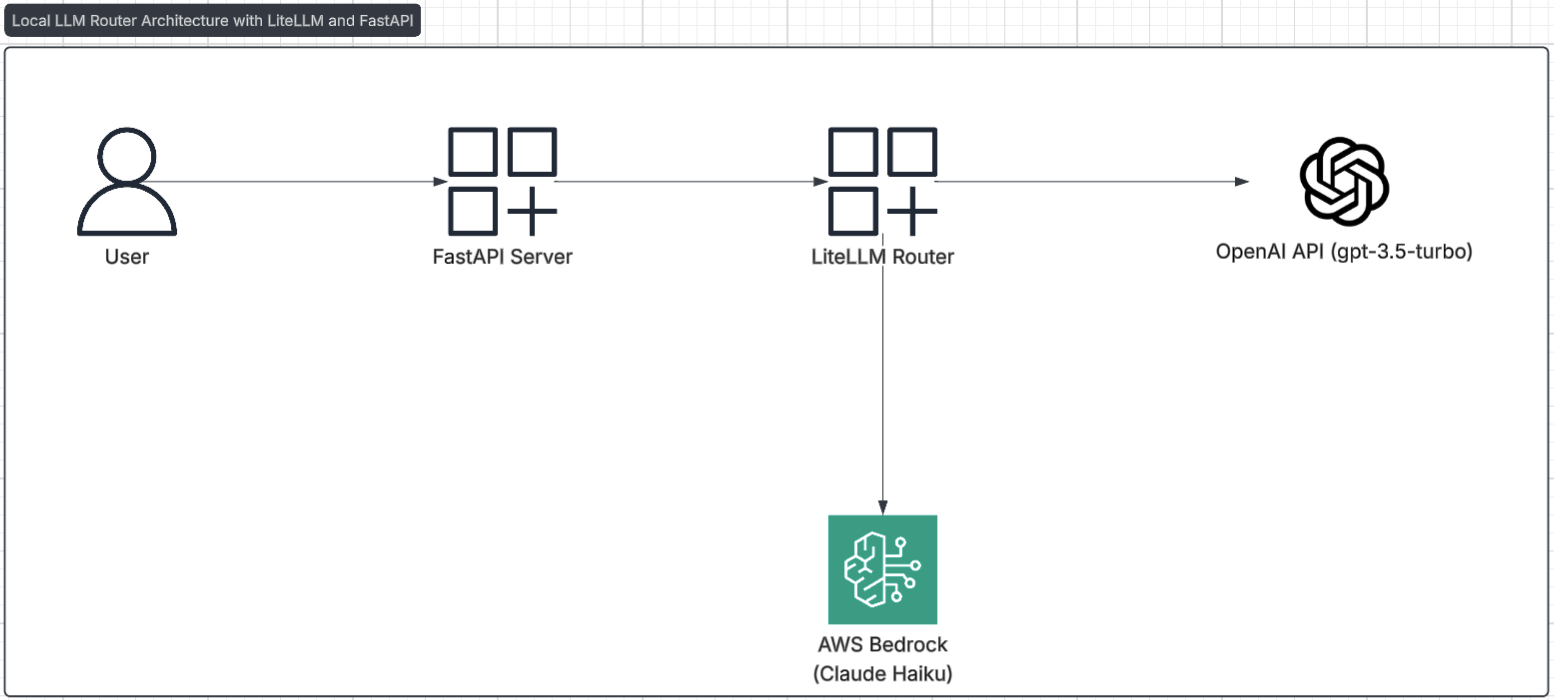 Local LLM Router Architecture with LiteLLM and FastAPI
User
FastAPI Server
LiteLLM Router
OpenAI API (gpt-3.5-turbo)
AWS Bedrock
(Claude Haiku)